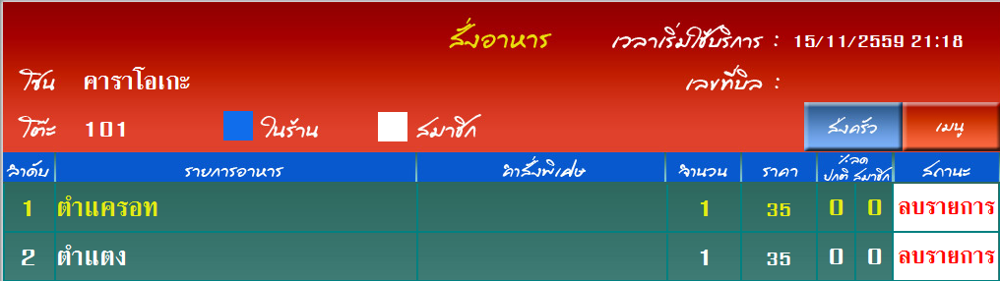 สั่งอาหาร เวลาเริ่มใช้บริการ : 15/11/2559 21:18
โซน คาราโอเกะ เลขที่บิล :
โต๊ะ 101 ในร้าน สมาชิก ส่งครัว เมนู
ลำดับ รายการอาหาร คำสั่งพิเศษ จำนวน ราคา %ลด ปกติ สมาชิก สถานะ
1 ตำแครอท 1 35 0 0 ลบรายการ
2 ตำแตง 1 35 0 0 ลบรายการ